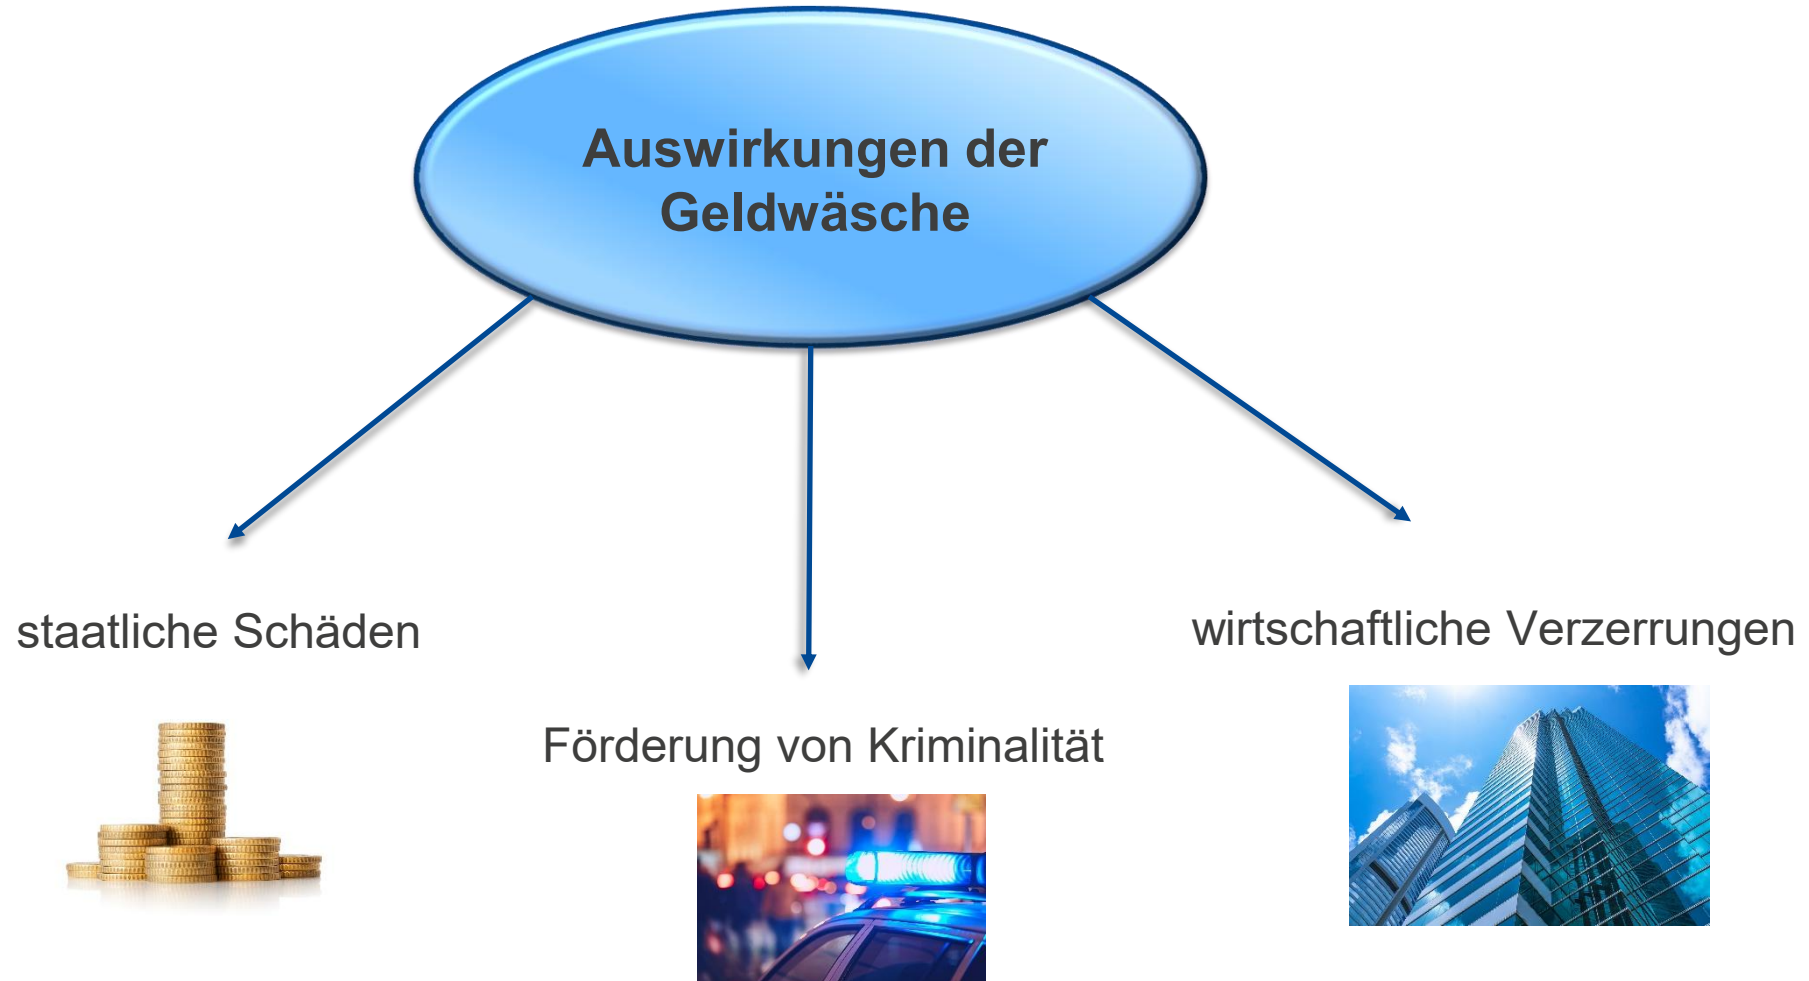 Auswirkungen der
Geldwäsche
staatliche Schäden
Förderung von Kriminalität
wirtschaftliche Verzerrungen